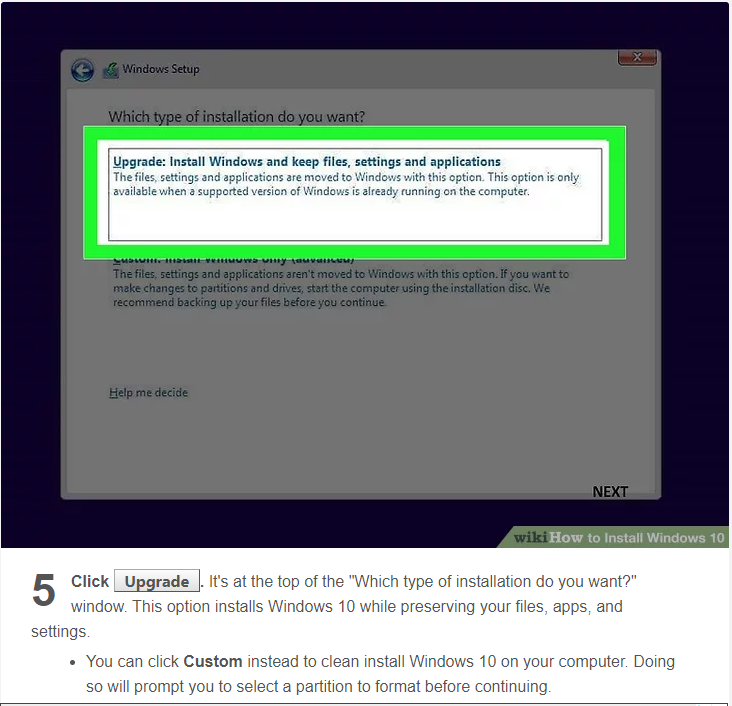 Windows Setup
Which type of installation do you want?
Upgrade: Install Windows and keep files, settings and applications
The files, settings and applications are moved to Windows with this option. This option is only
available when a supported version of Windows is already running on the computer.
Custom: Install Windows only (advanced)
The files, settings and applications aren't moved to Windows with this option. If you want to
make changes to partitions and drives, start the computer using the installation disc. We
recommend backing up your files before you continue.
Help me decide
NEXT
wikiHow to Install Windows 10
5 Click Upgrade. It's at the top of the "Which type of installation do you want?"
window. This option installs Windows 10 while preserving your files, apps, and
settings.
• You can click Custom instead to clean install Windows 10 on your computer. Doing
so will prompt you to select a partition to format before continuing.